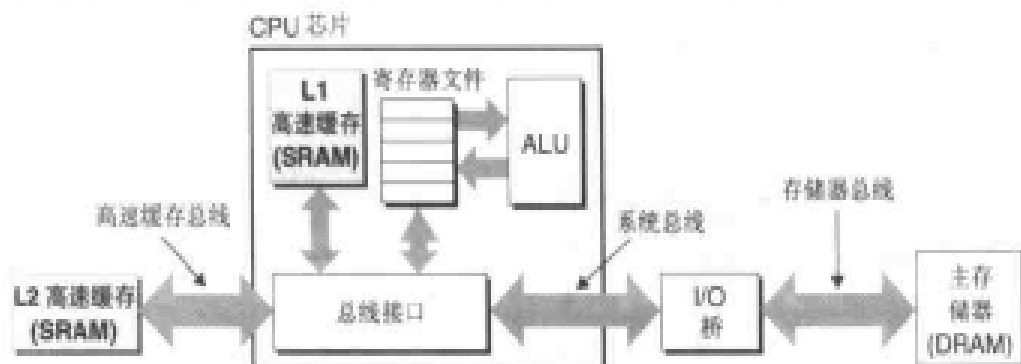 CPU 芯片
L1
高速缓存
(SRAM)
寄存器文件
ALU
高速缓存总线
系统总线
存储器总线
L2 高速缓存
(SRAM)
总线接口
I/O
桥
主存
储器
(DRAM)